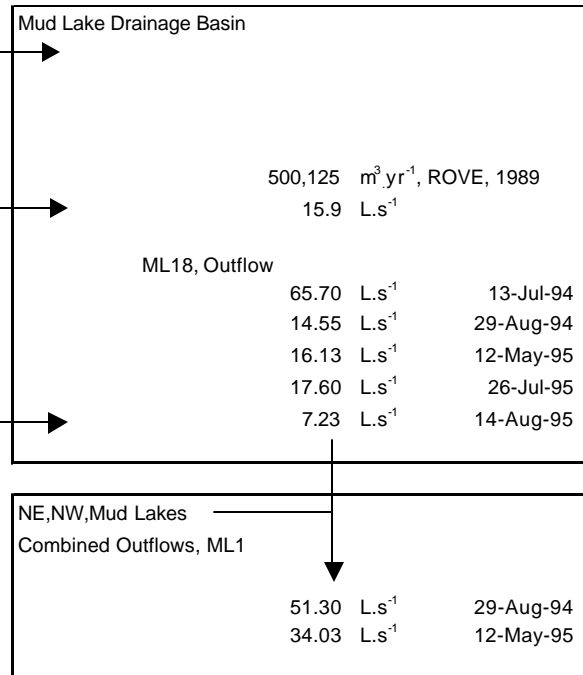 Mud Lake Drainage Basin
500,125 m³.yr⁻¹, ROVE, 1989
15.9 L.s⁻¹
ML18, Outflow
65.70 L.s⁻¹ 13-Jul-94
14.55 L.s⁻¹ 29-Aug-94
16.13 L.s⁻¹ 12-May-95
17.60 L.s⁻¹ 26-Jul-95
7.23 L.s⁻¹ 14-Aug-95
NE,NW,Mud Lakes
Combined Outflows, ML1
51.30 L.s⁻¹ 29-Aug-94
34.03 L.s⁻¹ 12-May-95